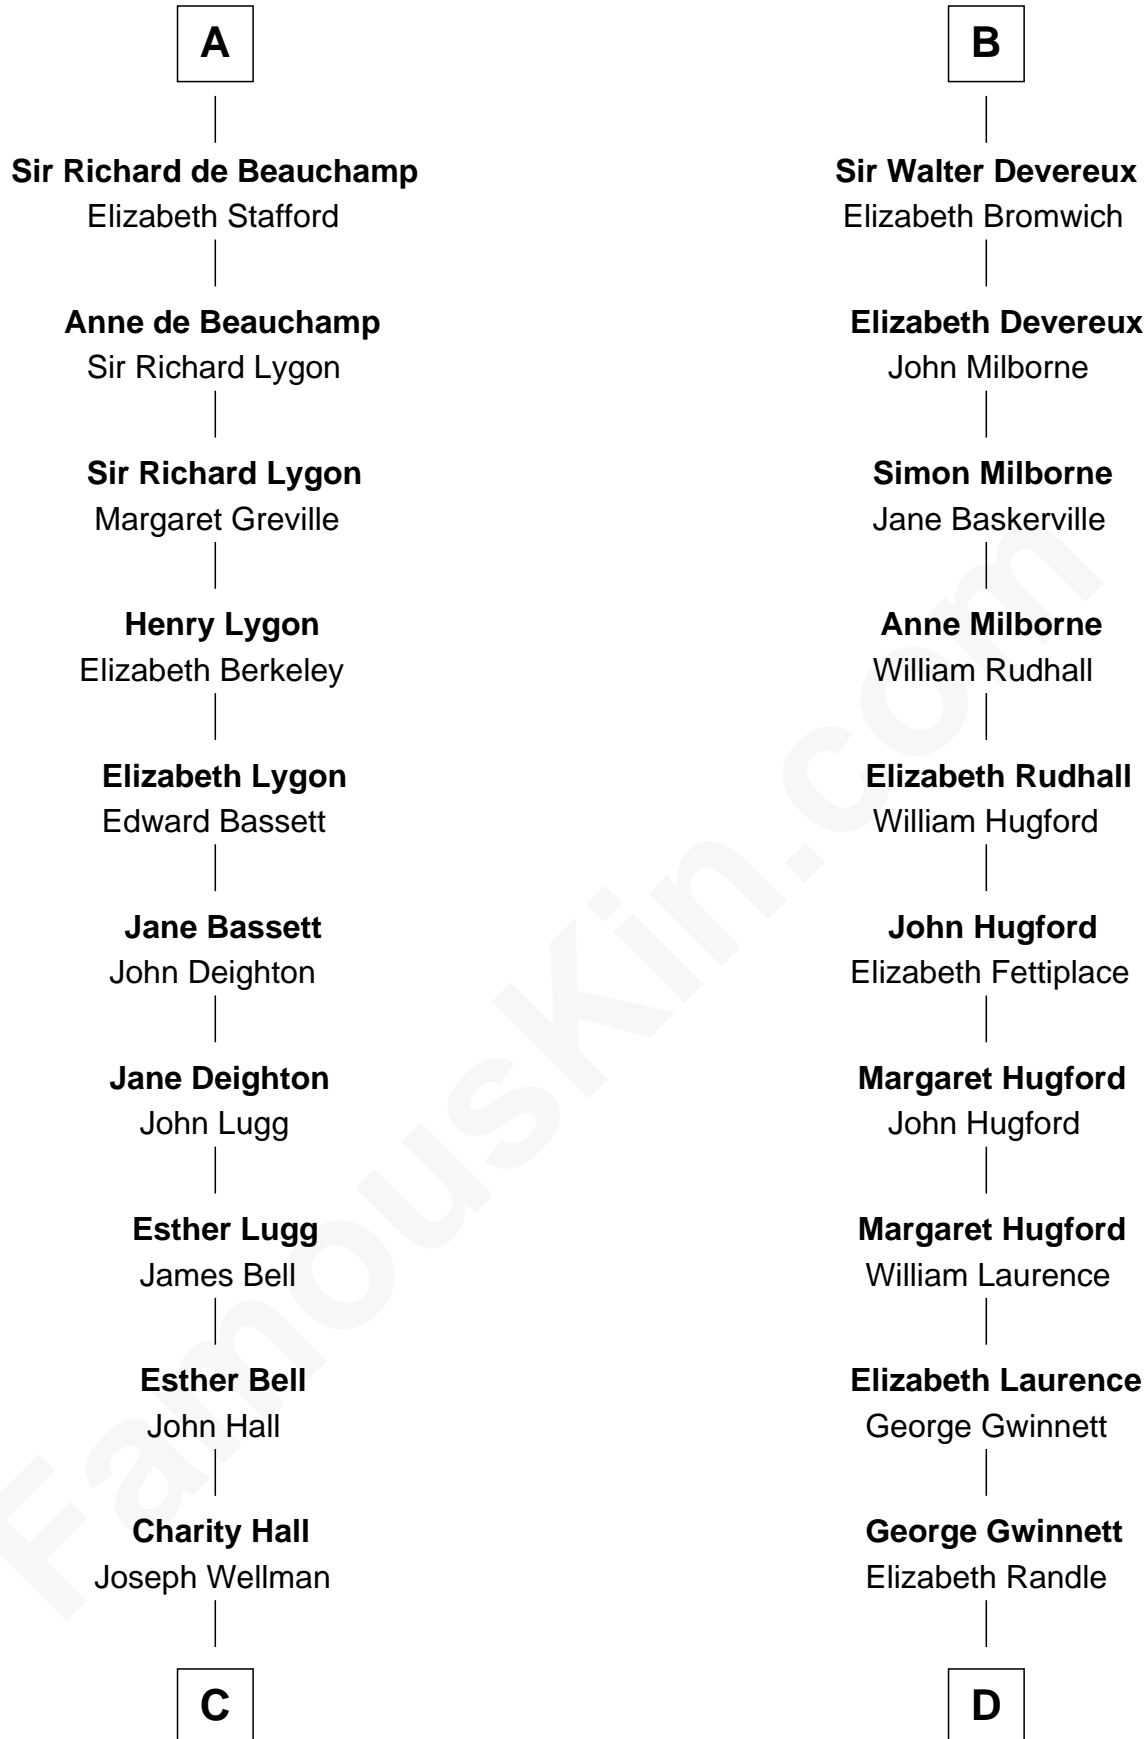 A
Sir Richard de Beauchamp
Elizabeth Stafford
Anne de Beauchamp
Sir Richard Lygon
Sir Richard Lygon
Margaret Greville
Henry Lygon
Elizabeth Berkeley
Elizabeth Lygon
Edward Bassett
Jane Bassett
John Deighton
Jane Deighton
John Lugg
Esther Lugg
James Bell
Esther Bell
John Hall
Charity Hall
Joseph Wellman
C
B
Sir Walter Devereux
Elizabeth Bromwich
Elizabeth Devereux
John Milborne
Simon Milborne
Jane Baskerville
Anne Milborne
William Rudhall
Elizabeth Rudhall
William Hugford
John Hugford
Elizabeth Fettiplace
Margaret Hugford
John Hugford
Margaret Hugford
William Laurence
Elizabeth Laurence
George Gwinnett
George Gwinnett
Elizabeth Randle
D
FamousKin.com